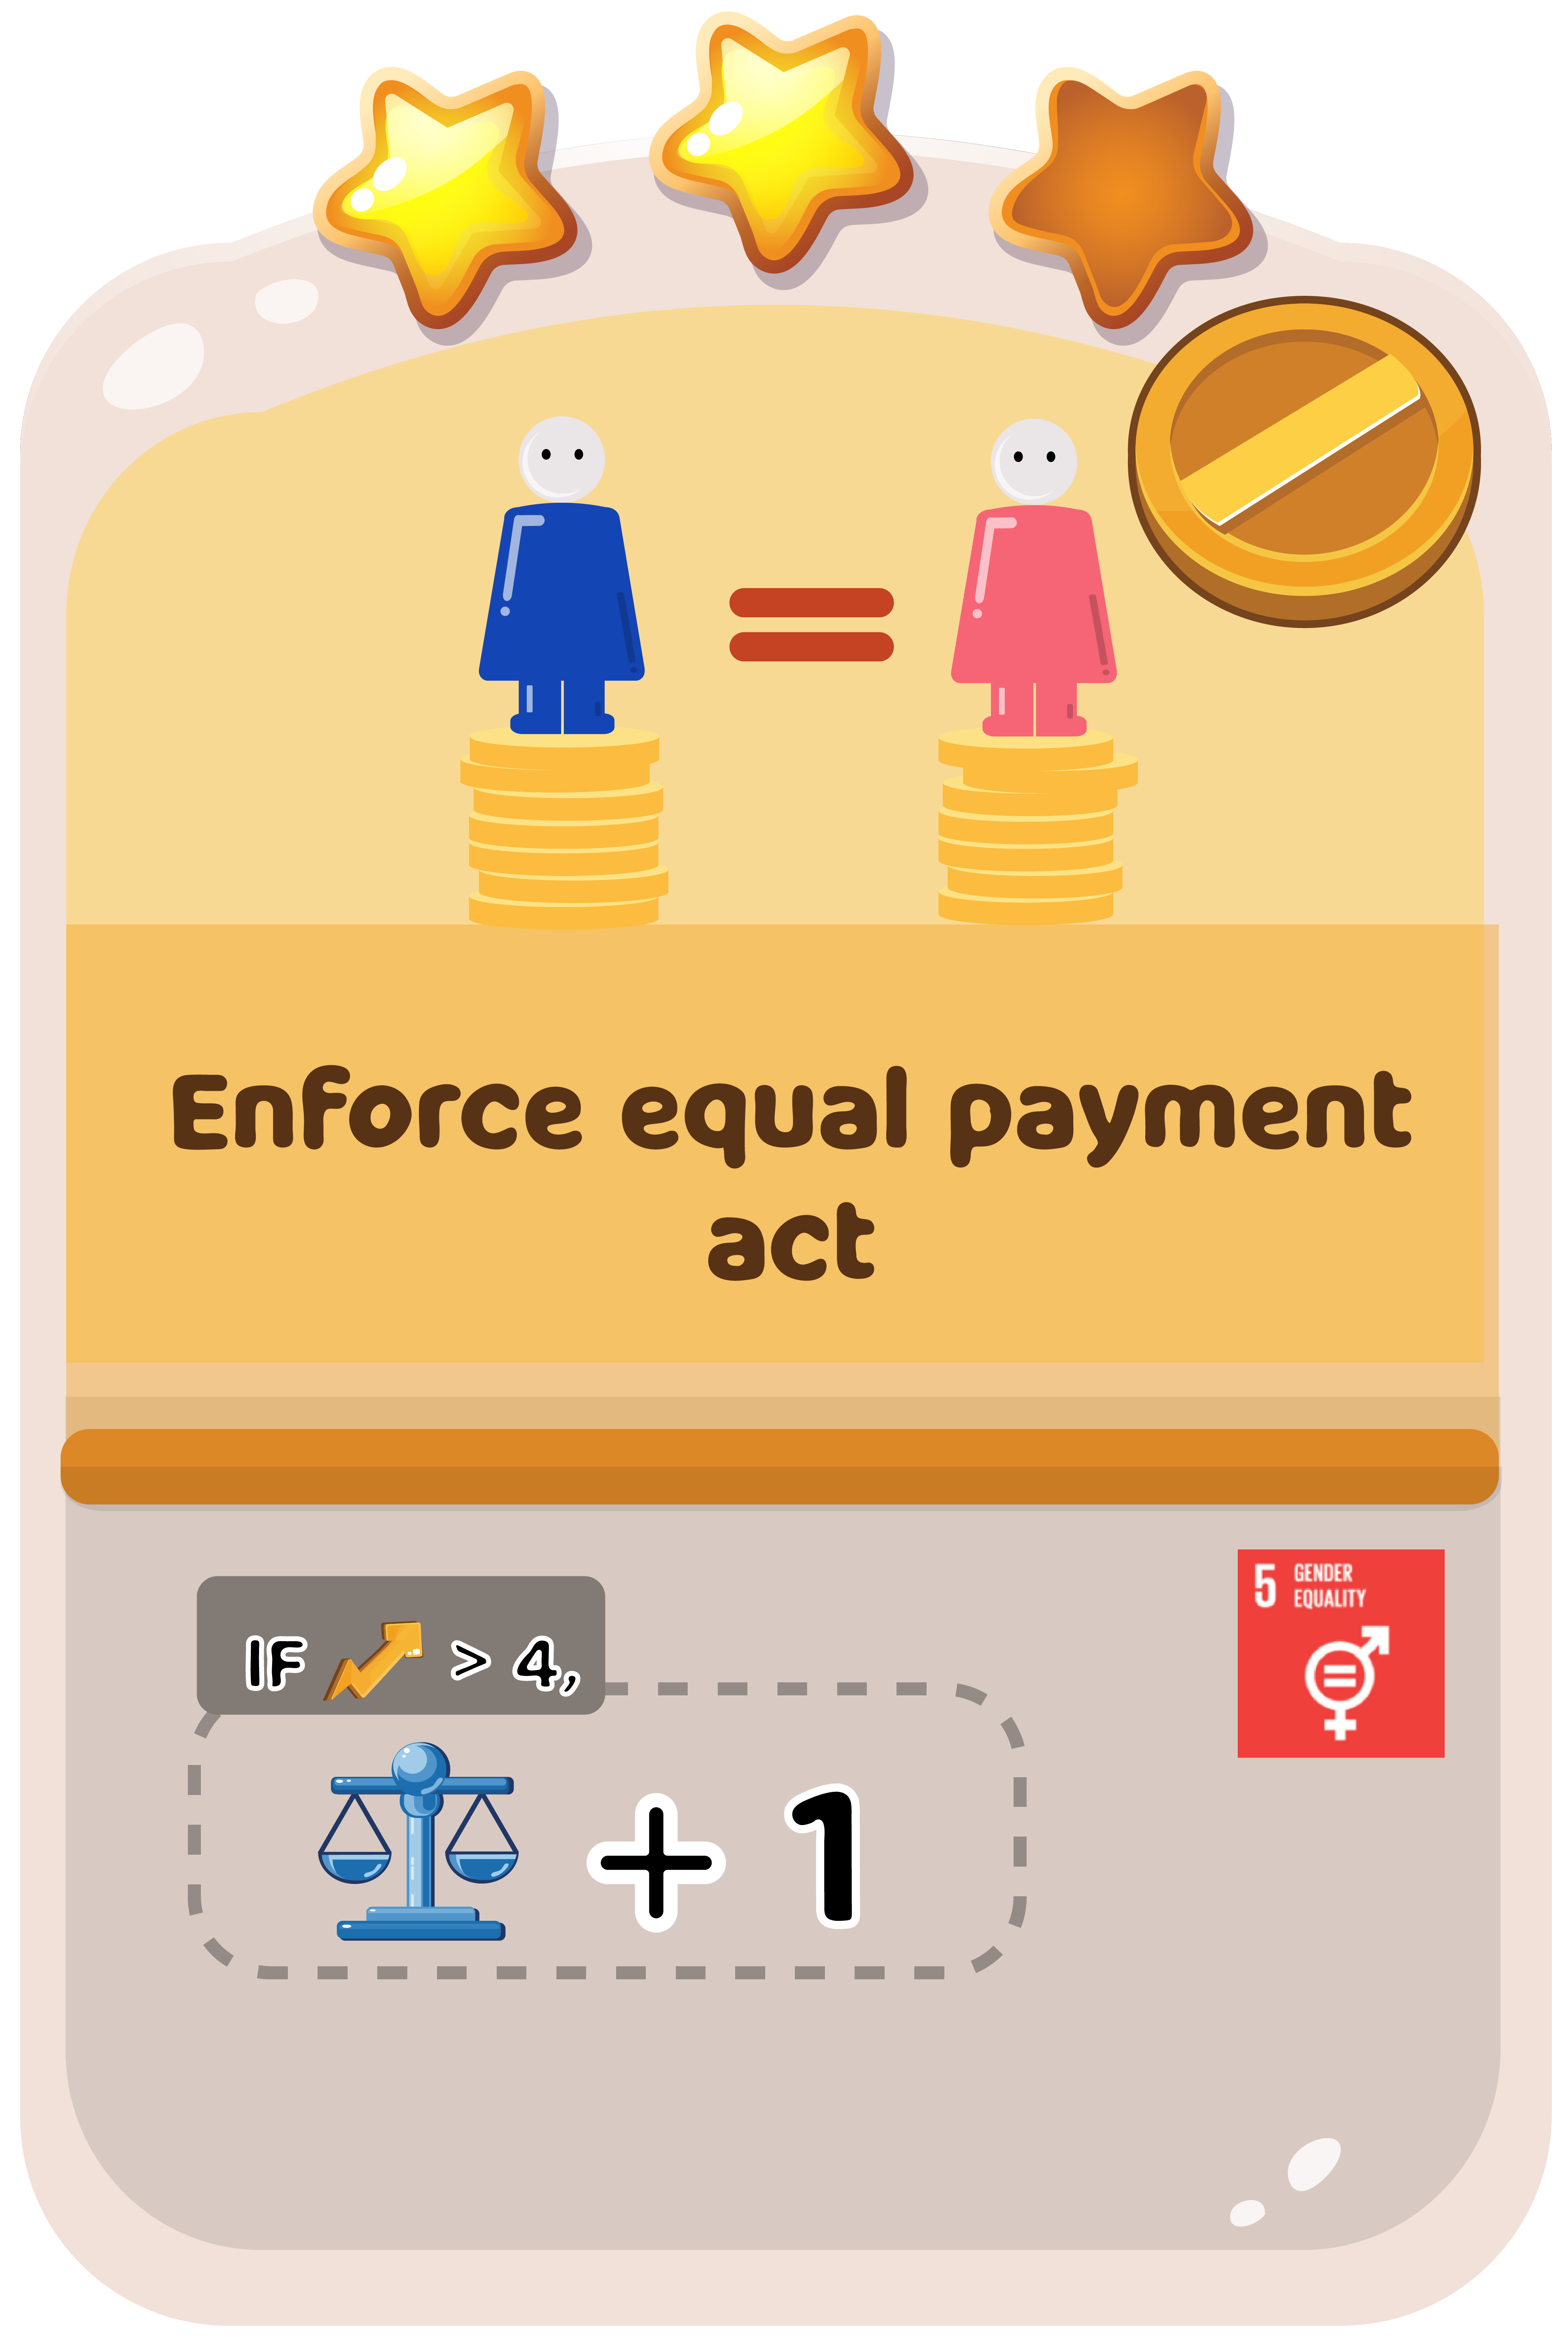 Enforce equal payment
act
5 GENDER
EQUALITY
IF > 4,
+ 1